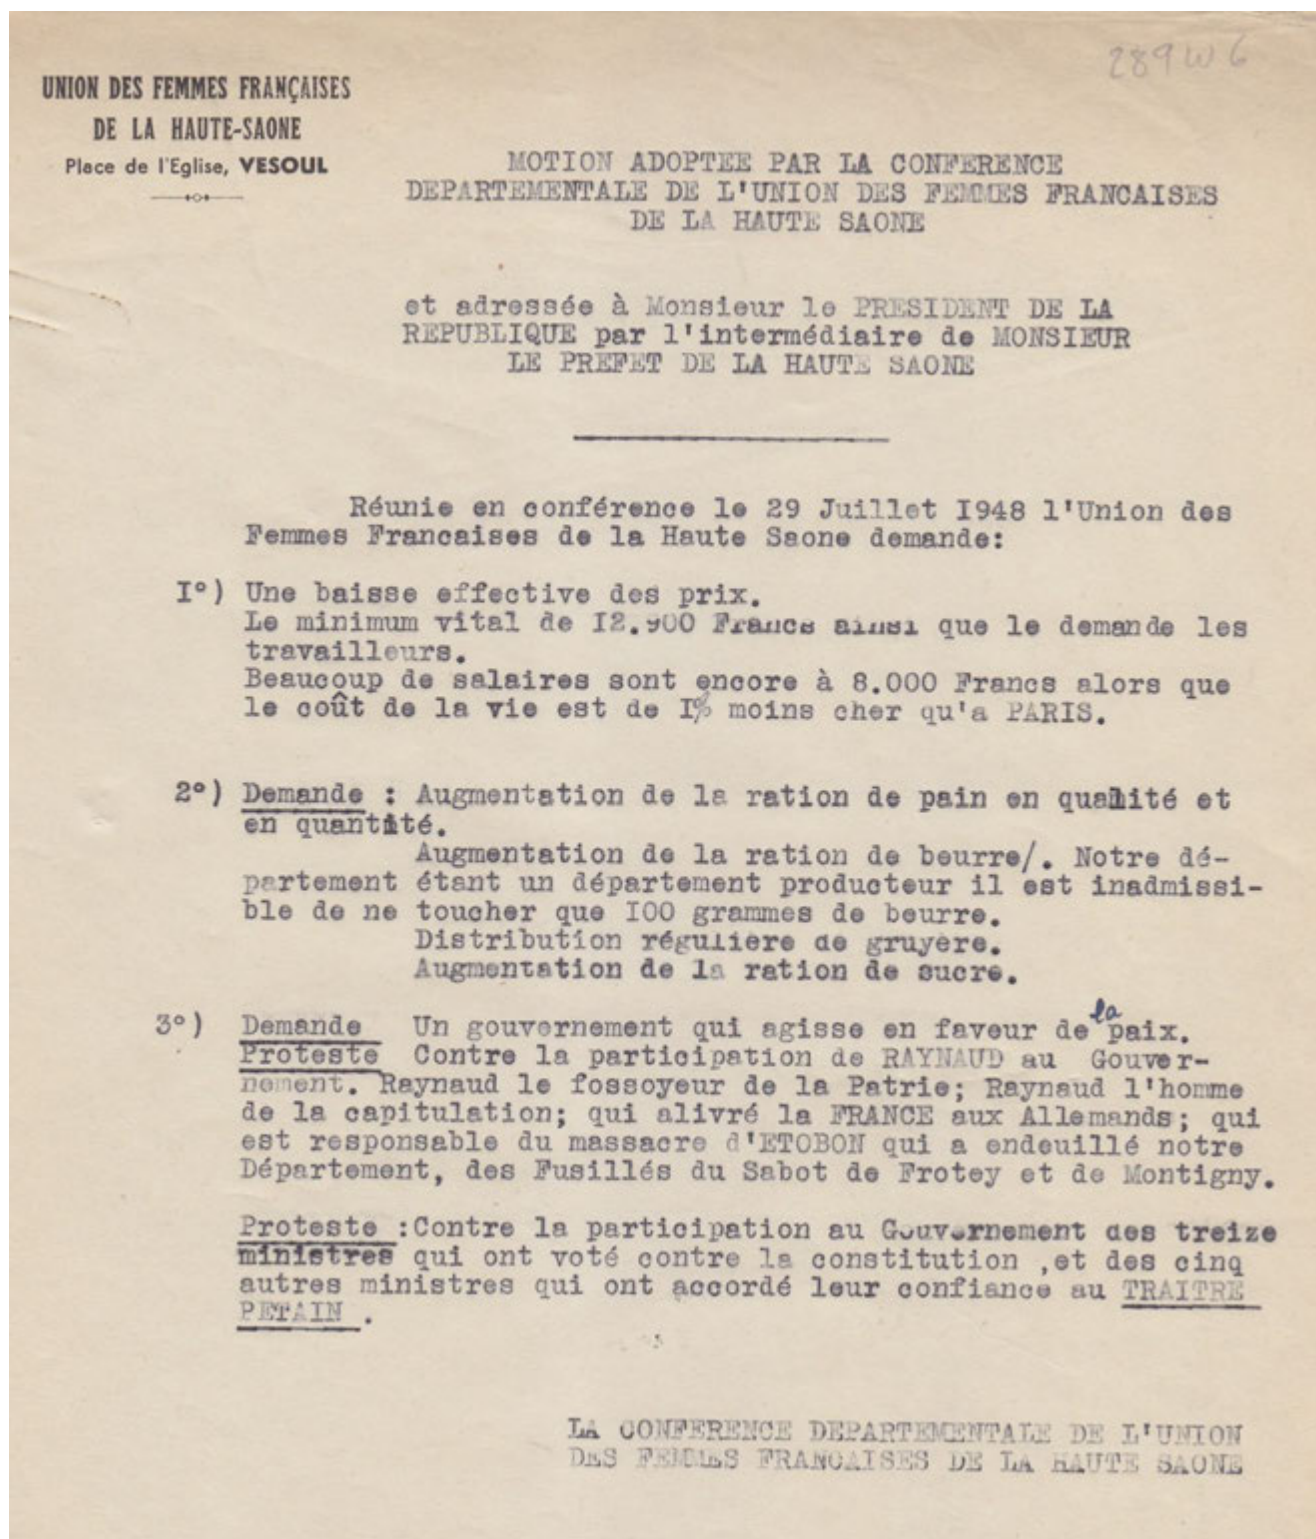 289 W 6
UNION DES FEMMES FRANÇAISES
DE LA HAUTE-SAONE
Place de l'Eglise, VESOUL
MOTION ADOPTEE PAR LA CONFERENCE
DEPARTEMENTALE DE L'UNION DES FEMMES FRANCAISES
DE LA HAUTE SAONE
et adressée à Monsieur le PRESIDENT DE LA
REPUBLIQUE par l'intermédiaire de MONSIEUR
LE PREFET DE LA HAUTE SAONE
Réunie en conférence le 29 Juillet I948 l'Union des
Femmes Francaises de la Haute Saone demande:
I°) Une baisse effective des prix.
Le minimum vital de I2.900 Francs ainsi que le demande les
travailleurs.
Beaucoup de salaires sont encore à 8.000 Francs alors que
le coût de la vie est de I% moins cher qu'a PARIS.
2°) Demande : Augmentation de la ration de pain en qualité et
en quantité.
Augmentation de la ration de beurre/. Notre dé-
partement étant un département producteur il est inadmissi-
ble de ne toucher que I00 grammes de beurre.
Distribution régulière de gruyère.
Augmentation de la ration de sucre.
3°) Demande Un gouvernement qui agisse en faveur de la paix.
Proteste Contre la participation de RAYNAUD au Gouver-
nement. Raynaud le fossoyeur de la Patrie; Raynaud l'homme
de la capitulation; qui alivré la FRANCE aux Allemands; qui
est responsable du massacre d'ETOBON qui a endeuillé notre
Département, des Fusillés du Sabot de Frotey et de Montigny.
Proteste :Contre la participation au Gouvernement des treize
ministres qui ont voté contre la constitution ,et des cinq
autres ministres qui ont accordé leur confiance au TRAITRE
PETAIN .
LA CONFERENCE DEPARTEMENTALE DE L'UNION
DES FEMMES FRANCAISES DE LA HAUTE SAONE